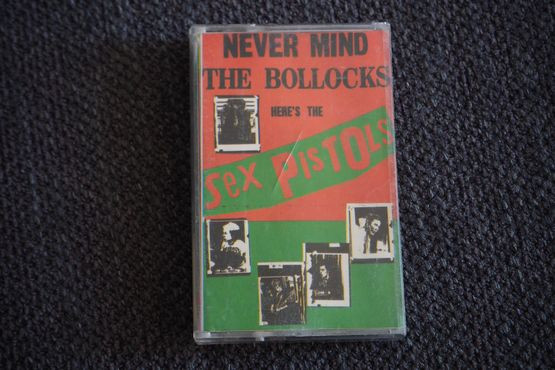 NEVER MIND
THE BOLLOCKS
HERE'S THE
Sex PiSTOLS